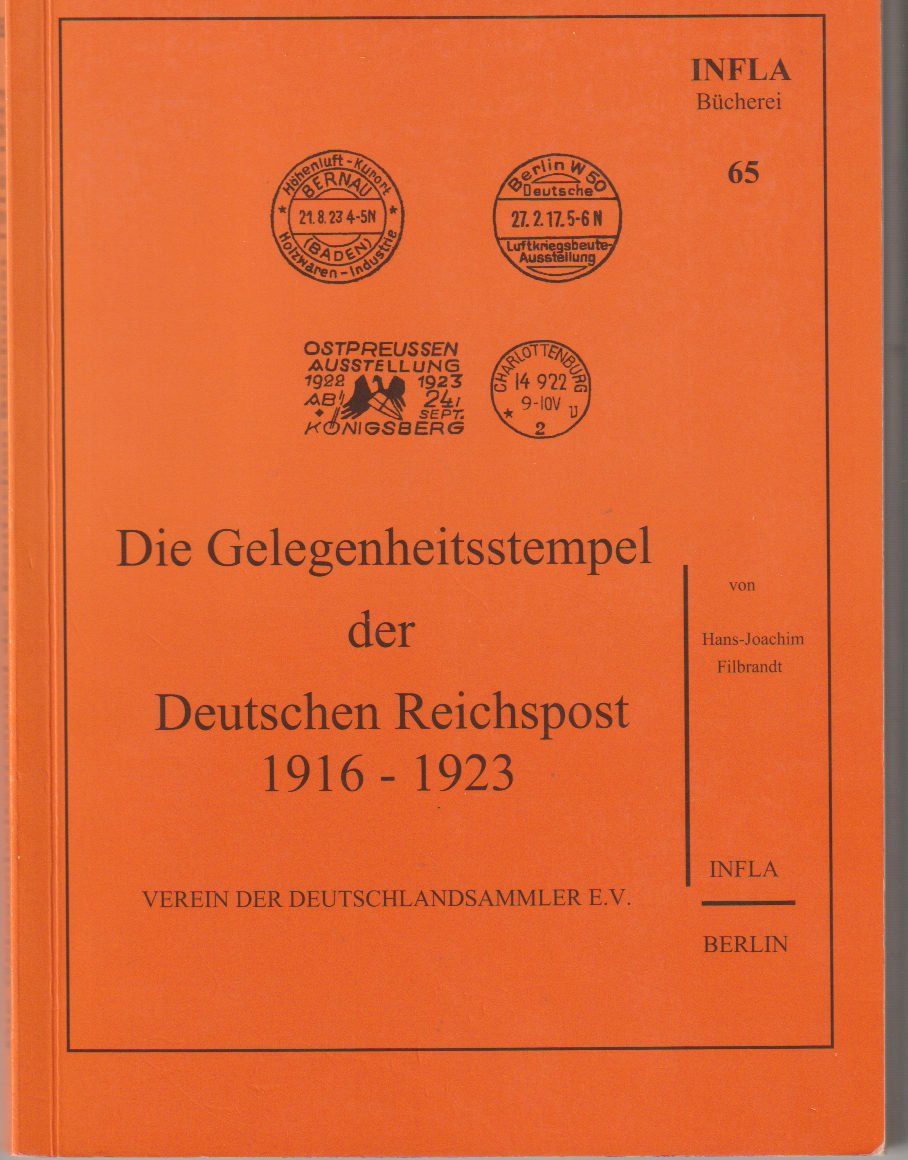 INFLA
Bücherei
65
Höhenluft-Kurort
BERNAU
★ 21.8.23 4-5N ★
(BADEN)
Holzwaren-Industrie
Berlin W 50
Deutsche
27.2.17.5-6 N
Luftkriegsbeute-
Ausstellung
OSTPREUSSEN
AUSSTELLUNG
1922 1923
AB 24.
SEPT.
KÖNIGSBERG
CHARLOTTENBURG
14 9 22
9-10V
★ 2
Die Gelegenheitsstempel
der
Deutschen Reichspost
1916 - 1923
von
Hans-Joachim
Filbrandt
VEREIN DER DEUTSCHLANDSAMMLER E.V.
INFLA
BERLIN